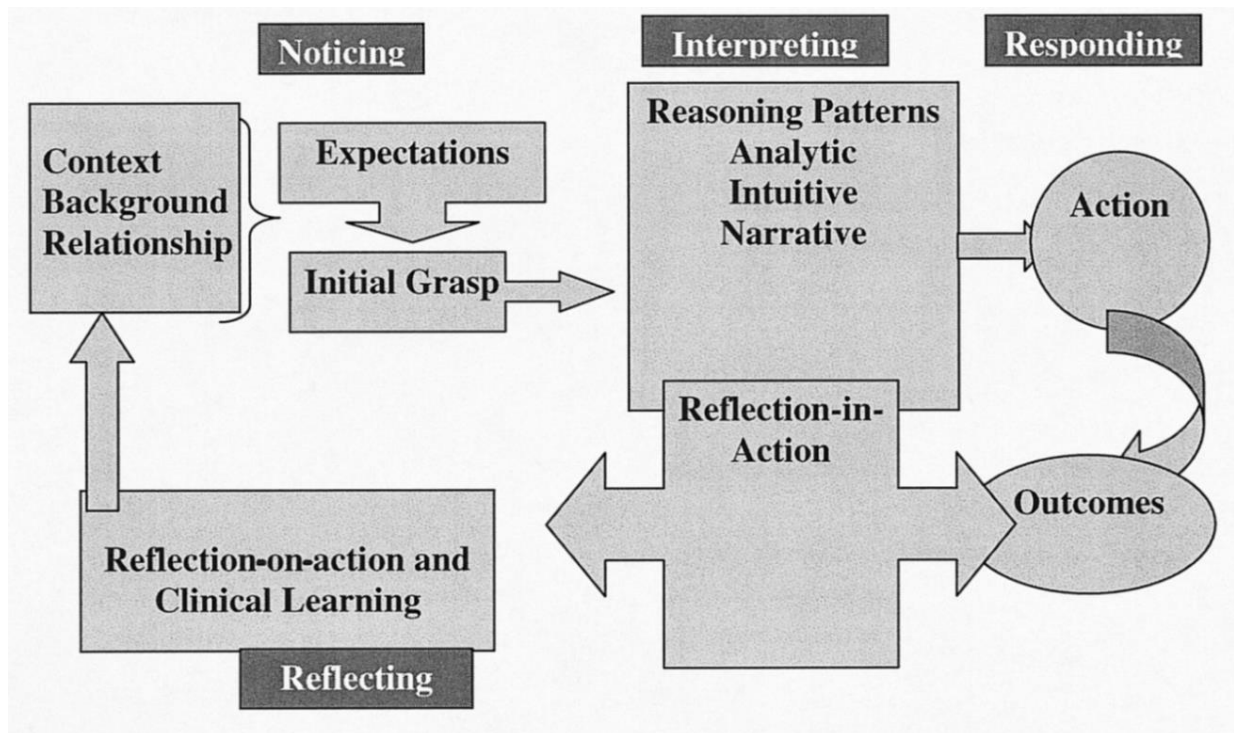 Noticing
Interpreting
Responding
Context
Background
Relationship
Expectations
Initial Grasp
Reasoning Patterns
Analytic
Intuitive
Narrative
Action
Reflection-in-
Action
Outcomes
Reflection-on-action and
Clinical Learning
Reflecting